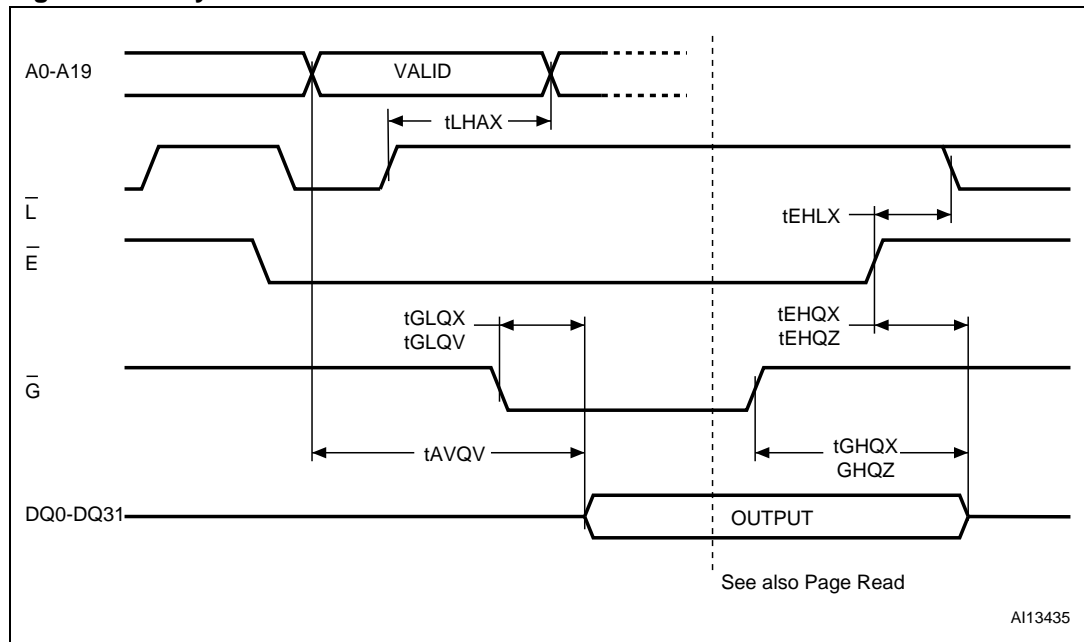 A0-A19
VALID
tLHAX
L
tEHLX
E
tGLQX
tGLQV
tEHQX
tEHQZ
G
tAVQV
tGHQX
GHQZ
DQ0-DQ31
OUTPUT
See also Page Read
AI13435